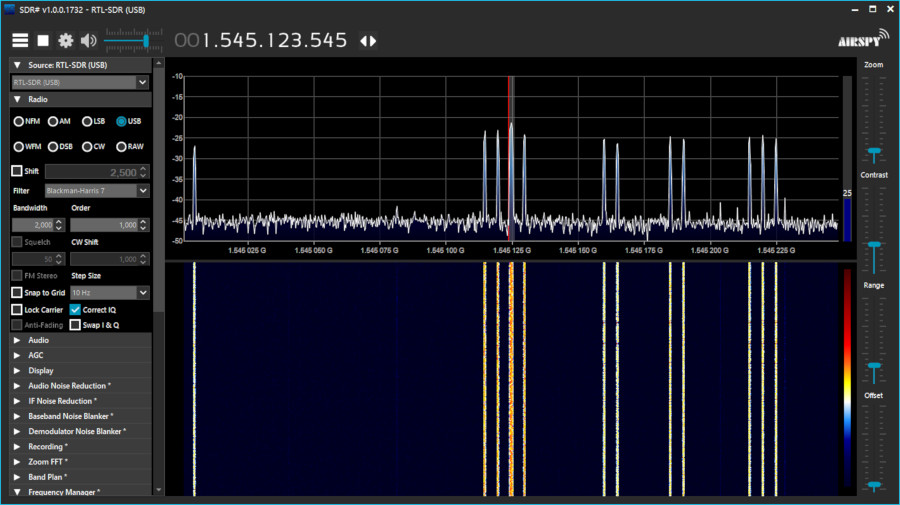 SDR# v1.0.0.1732 - RTL-SDR (USB)
001.545.123.545
AIRSPY
Source: RTL-SDR (USB)
RTL-SDR (USB)
Radio
NFM AM LSB USB
WFM DSB CW RAW
Shift 2,500
Filter Blackman-Harris 7
Bandwidth Order
2,000 1,000
Squelch CW Shift
50 1,000
FM Stereo Step Size
Snap to Grid 10 Hz
Lock Carrier Correct IQ
Anti-Fading Swap I & Q
Audio
AGC
Display
Audio Noise Reduction *
IF Noise Reduction *
Baseband Noise Blanker *
Demodulator Noise Blanker *
Recording *
Zoom FFT *
Band Plan *
Frequency Manager *
-10
-15
-20
-25
-30
-35
-40
-45
-50
1.545 025 G 1.545 050 G 1.545 075 G 1.545 100 G 1.545 125 G 1.545 150 G 1.545 175 G 1.545 200 G 1.545 225 G
25
Zoom
Contrast
Range
Offset